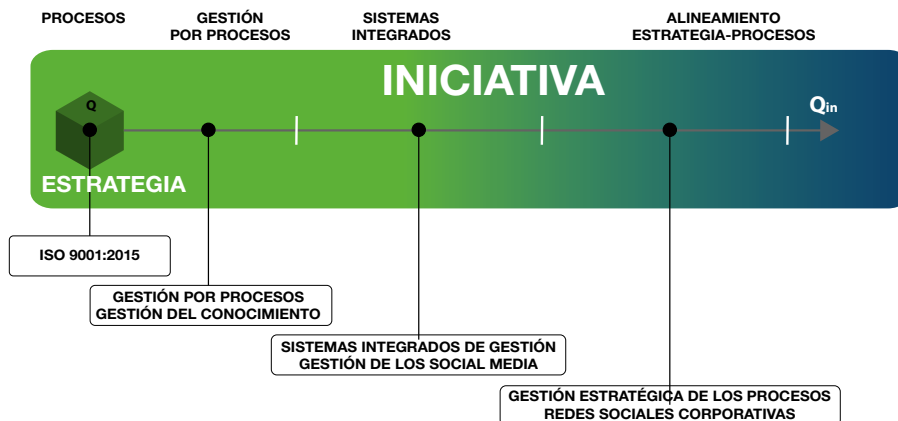 PROCESOS
GESTIÓN
POR PROCESOS
SISTEMAS
INTEGRADOS
ALINEAMIENTO
ESTRATEGIA-PROCESOS
INICIATIVA
Q
Qin
ESTRATEGIA
ISO 9001:2015
GESTIÓN POR PROCESOS
GESTIÓN DEL CONOCIMIENTO
SISTEMAS INTEGRADOS DE GESTIÓN
GESTIÓN DE LOS SOCIAL MEDIA
GESTIÓN ESTRATÉGICA DE LOS PROCESOS
REDES SOCIALES CORPORATIVAS